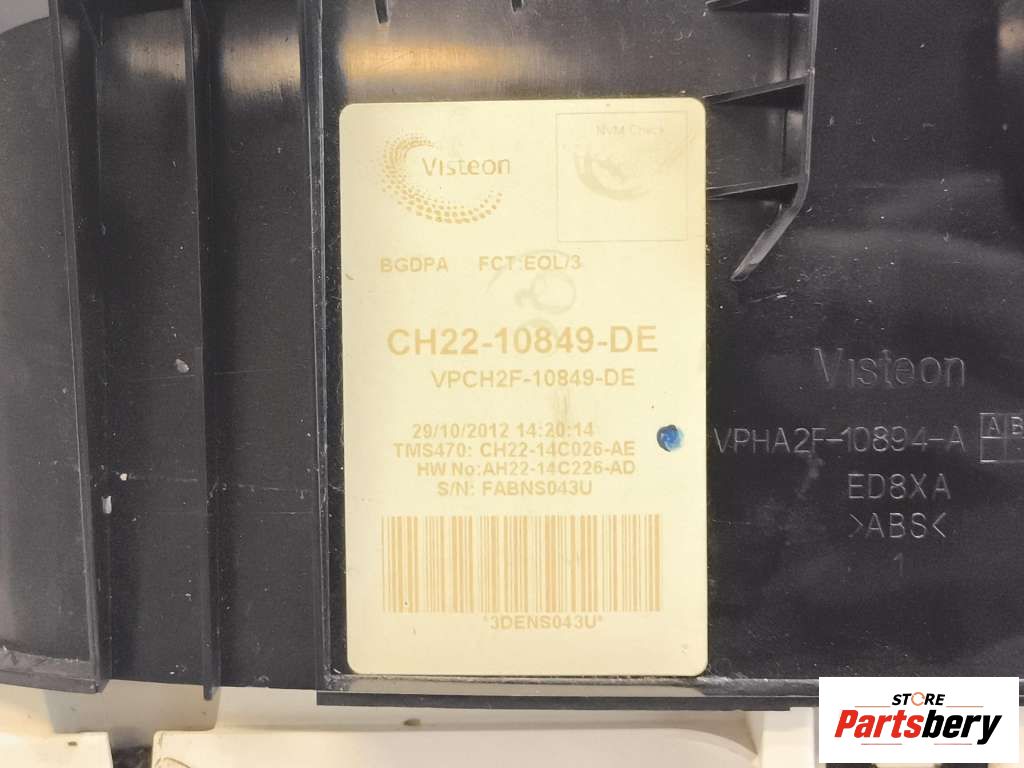 Visteon
NVM Check
BGDPA FCT:EOL/3
CH22-10849-DE
VPCH2F-10849-DE
29/10/2012 14:20:14
TMS470: CH22-14C026-AE
HW No:AH22-14C226-AD
S/N: FABNS043U
*3DENS043U*
Visteon
VPHA2F-10894-A
A B
ED8XA
>ABS<
1
STORE
Partsbery